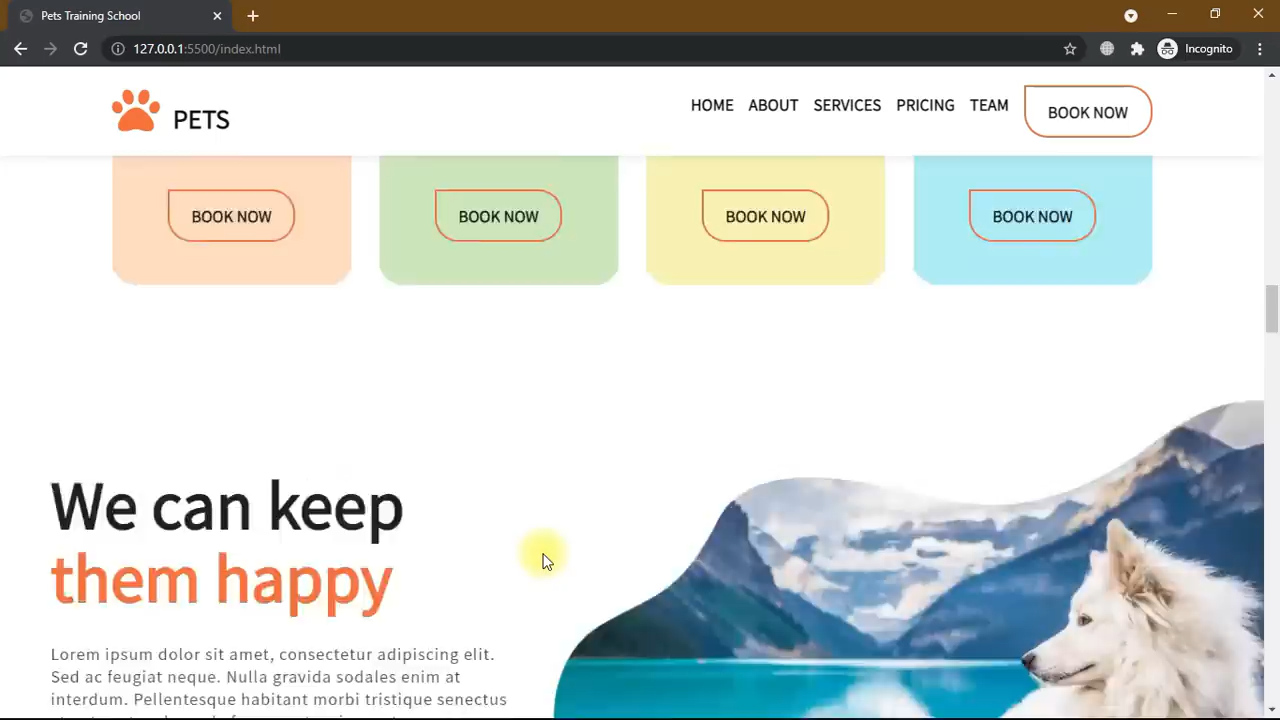 Pets Training School
127.0.0.1:5500/index.html
Incognito
PETS
HOME ABOUT SERVICES PRICING TEAM BOOK NOW
BOOK NOW BOOK NOW BOOK NOW BOOK NOW
We can keep
them happy
Lorem ipsum dolor sit amet, consectetur adipiscing elit.
Sed ac feugiat neque. Nulla gravida sodales enim at
interdum. Pellentesque habitant morbi tristique senectus